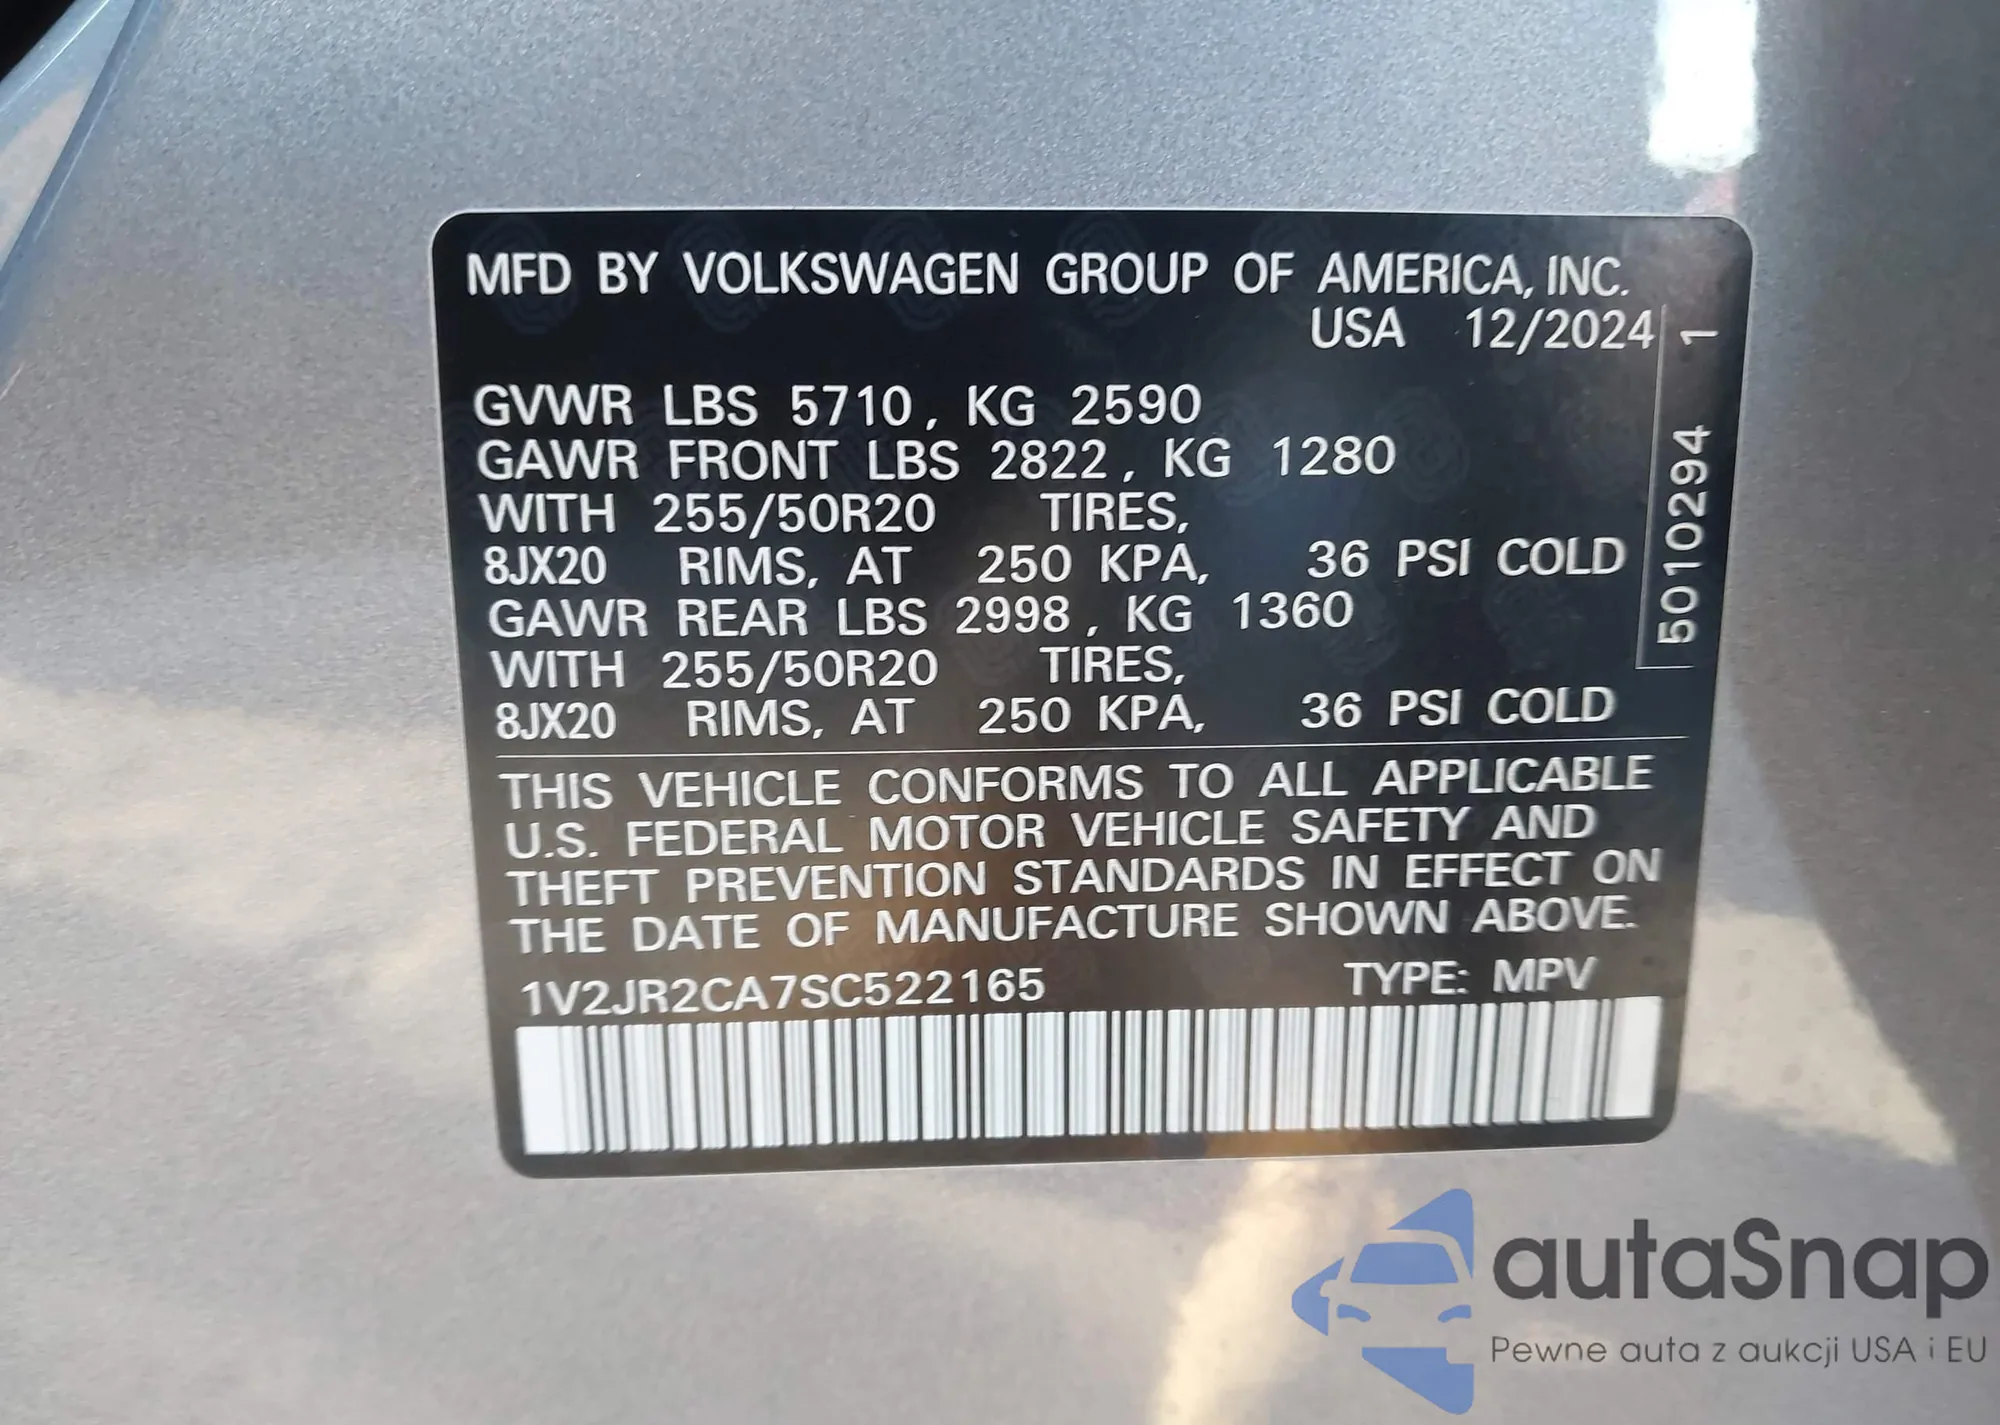 MFD BY VOLKSWAGEN GROUP OF AMERICA, INC.
USA 12/2024
GVWR LBS 5710, KG 2590
GAWR FRONT LBS 2822, KG 1280
WITH 255/50R20 TIRES,
8JX20 RIMS, AT 250 KPA, 36 PSI COLD
GAWR REAR LBS 2998, KG 1360
WITH 255/50R20 TIRES,
8JX20 RIMS, AT 250 KPA, 36 PSI COLD
5010294 1
THIS VEHICLE CONFORMS TO ALL APPLICABLE
U.S. FEDERAL MOTOR VEHICLE SAFETY AND
THEFT PREVENTION STANDARDS IN EFFECT ON
THE DATE OF MANUFACTURE SHOWN ABOVE.
1V2JR2CA7SC522165 TYPE: MPV
autaSnap
Pewne auta z aukcji USA i EU